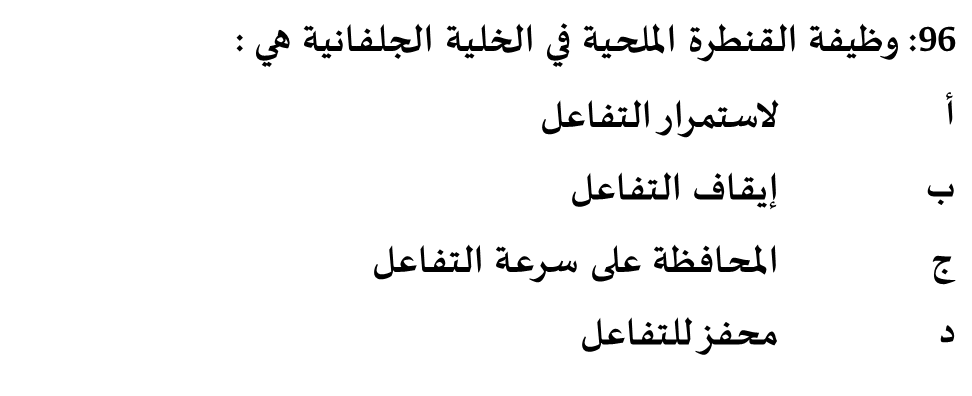 96: وظيفة القنطرة الملحية في الخلية الجلفانية هي :
أ لاستمرار التفاعل
ب إيقاف التفاعل
ج المحافظة على سرعة التفاعل
د محفز للتفاعل